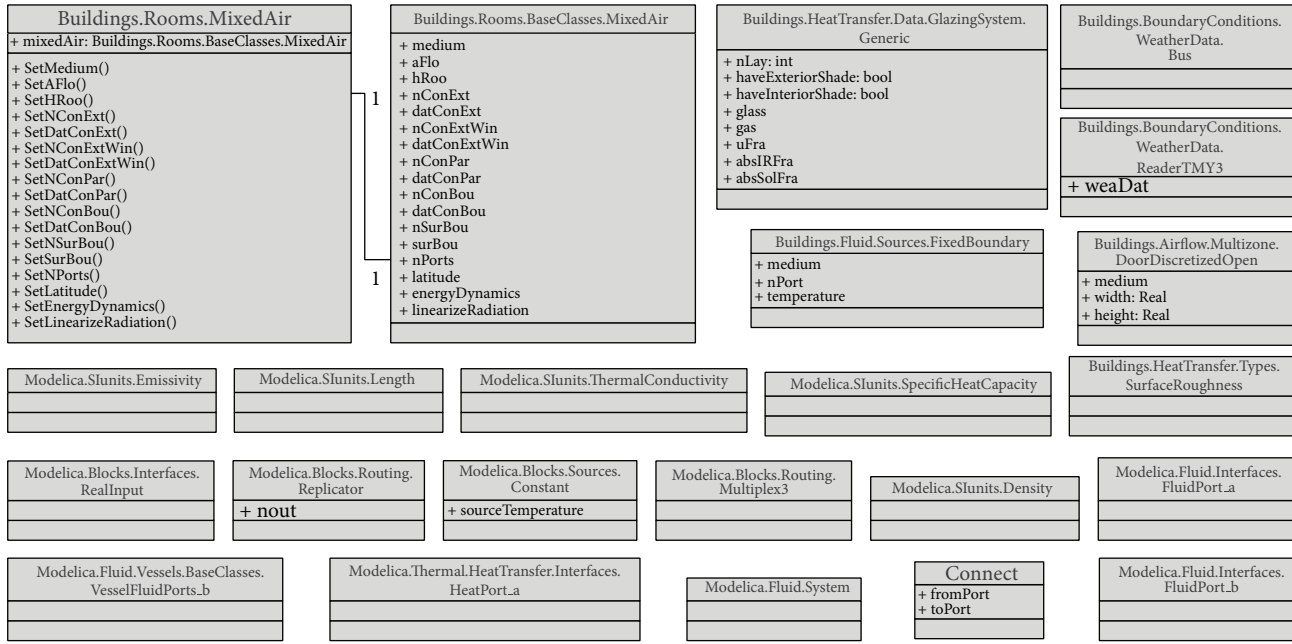 Buildings.Rooms.MixedAir
+ mixedAir: Buildings.Rooms.BaseClasses.MixedAir
+ SetMedium()
+ SetAFlo()
+ SetHRoo()
+ SetNConExt()
+ SetDatConExt()
+ SetNConExtWin()
+ SetDatConExtWin()
+ SetNConPar()
+ SetDatConPar()
+ SetNConBou()
+ SetDatConBou()
+ SetNSurBou()
+ SetSurBou()
+ SetNPorts()
+ SetLatitude()
+ SetEnergyDynamics()
+ SetLinearizeRadiation()
1
1
Buildings.Rooms.BaseClasses.MixedAir
+ medium
+ aFlo
+ hRoo
+ nConExt
+ datConExt
+ nConExtWin
+ datConExtWin
+ nConPar
+ datConPar
+ nConBou
+ datConBou
+ nSurBou
+ surBou
+ nPorts
+ latitude
+ energyDynamics
+ linearizeRadiation
Buildings.HeatTransfer.Data.GlazingSystem.
Generic
+ nLay: int
+ haveExteriorShade: bool
+ haveInteriorShade: bool
+ glass
+ gas
+ uFra
+ absIRFra
+ absSolFra
Buildings.BoundaryConditions.
WeatherData.
Bus
Buildings.BoundaryConditions.
WeatherData.
ReaderTMY3
+ weaDat
Buildings.Fluid.Sources.FixedBoundary
+ medium
+ nPort
+ temperature
Buildings.Airflow.Multizone.
DoorDiscretizedOpen
+ medium
+ width: Real
+ height: Real
Modelica.SIunits.Emissivity
Modelica.SIunits.Length
Modelica.SIunits.ThermalConductivity
Modelica.SIunits.SpecificHeatCapacity
Buildings.HeatTransfer.Types.
SurfaceRoughness
Modelica.Blocks.Interfaces.
RealInput
Modelica.Blocks.Routing.
Replicator
+ nout
Modelica.Blocks.Sources.
Constant
+ sourceTemperature
Modelica.Blocks.Routing.
Multiplex3
Modelica.SIunits.Density
Modelica.Fluid.Interfaces.
FluidPort_a
Modelica.Fluid.Vessels.BaseClasses.
VesselFluidPorts_b
Modelica.Thermal.HeatTransfer.Interfaces.
HeatPort_a
Modelica.Fluid.System
Connect
+ fromPort
+ toPort
Modelica.Fluid.Interfaces.
FluidPort_b